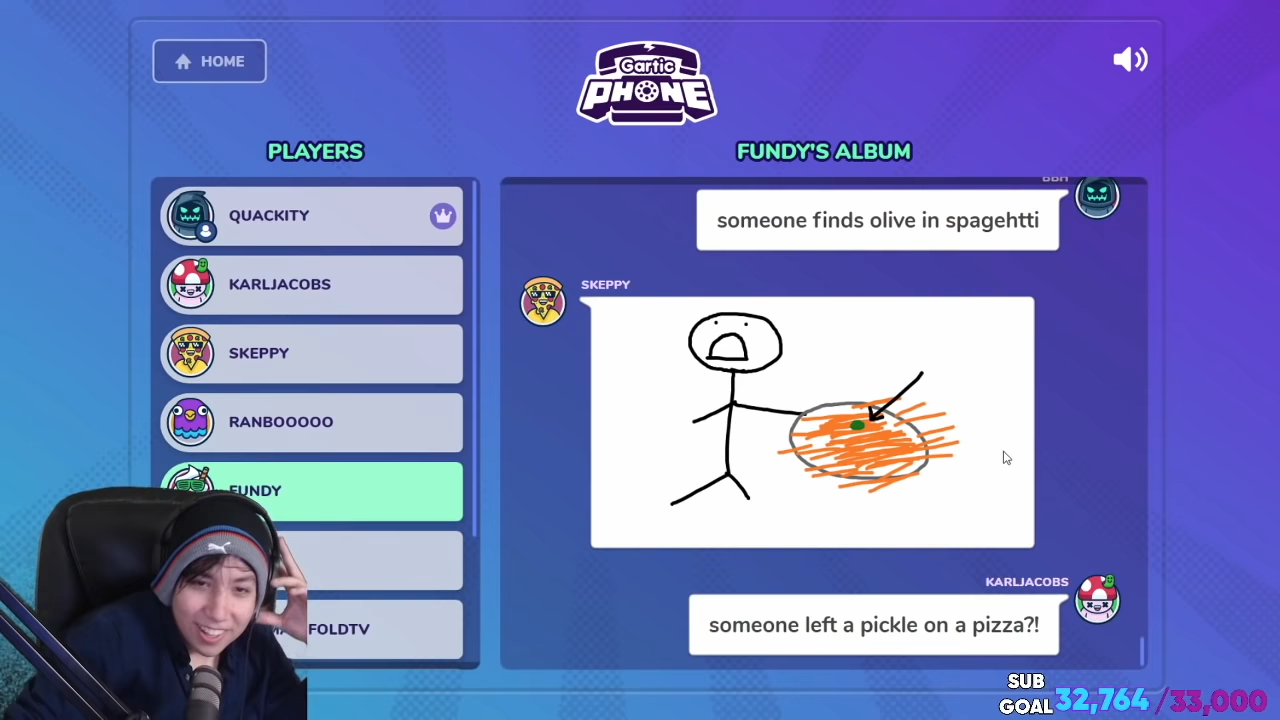 HOME
Gartic
PHONE
PLAYERS
FUNDY'S ALBUM
QUACKITY
KARLJACOBS
SKEPPY
RANBOOOOO
FUNDY
FOLDTV
BBH
someone finds olive in spagehtti
SKEPPY
KARLJACOBS
someone left a pickle on a pizza?!
SUB
GOAL 32,764 /33,000